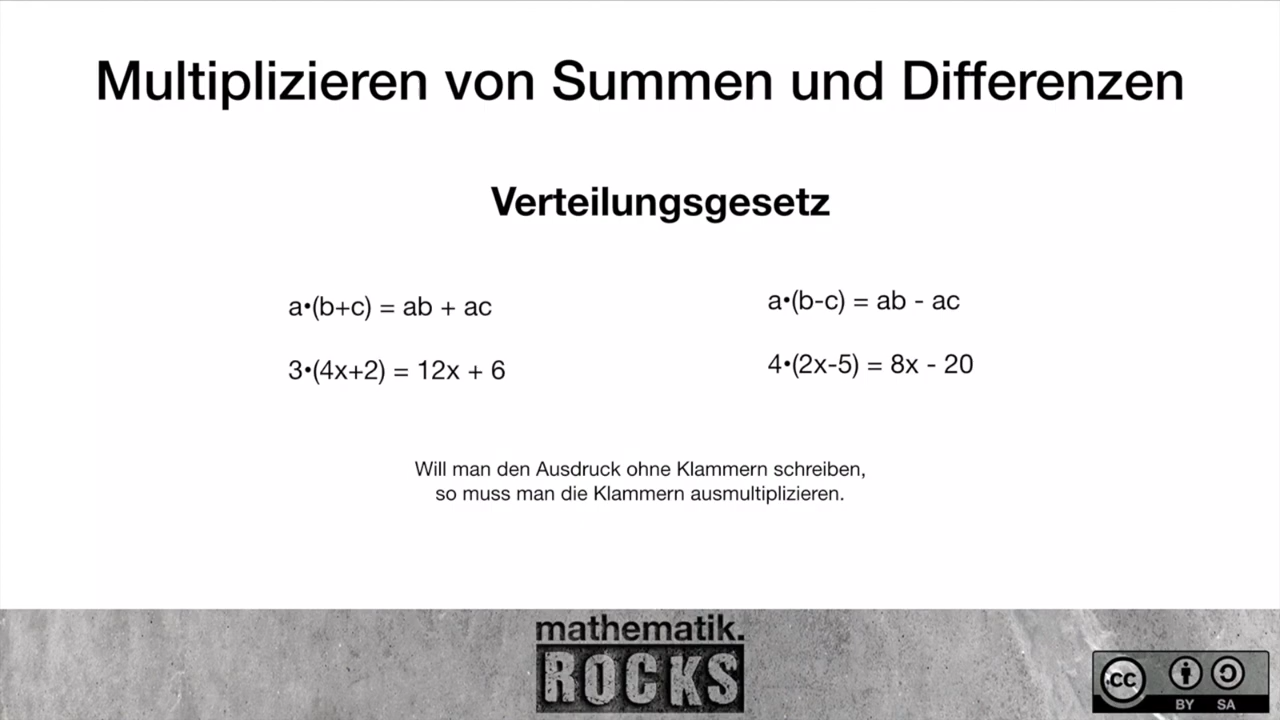 Multiplizieren von Summen und Differenzen
Verteilungsgesetz
a•(b+c) = ab + ac
3•(4x+2) = 12x + 6
a•(b-c) = ab - ac
4•(2x-5) = 8x - 20
Will man den Ausdruck ohne Klammern schreiben,
so muss man die Klammern ausmultiplizieren.
mathematik.
ROCKS
cc
BY SA